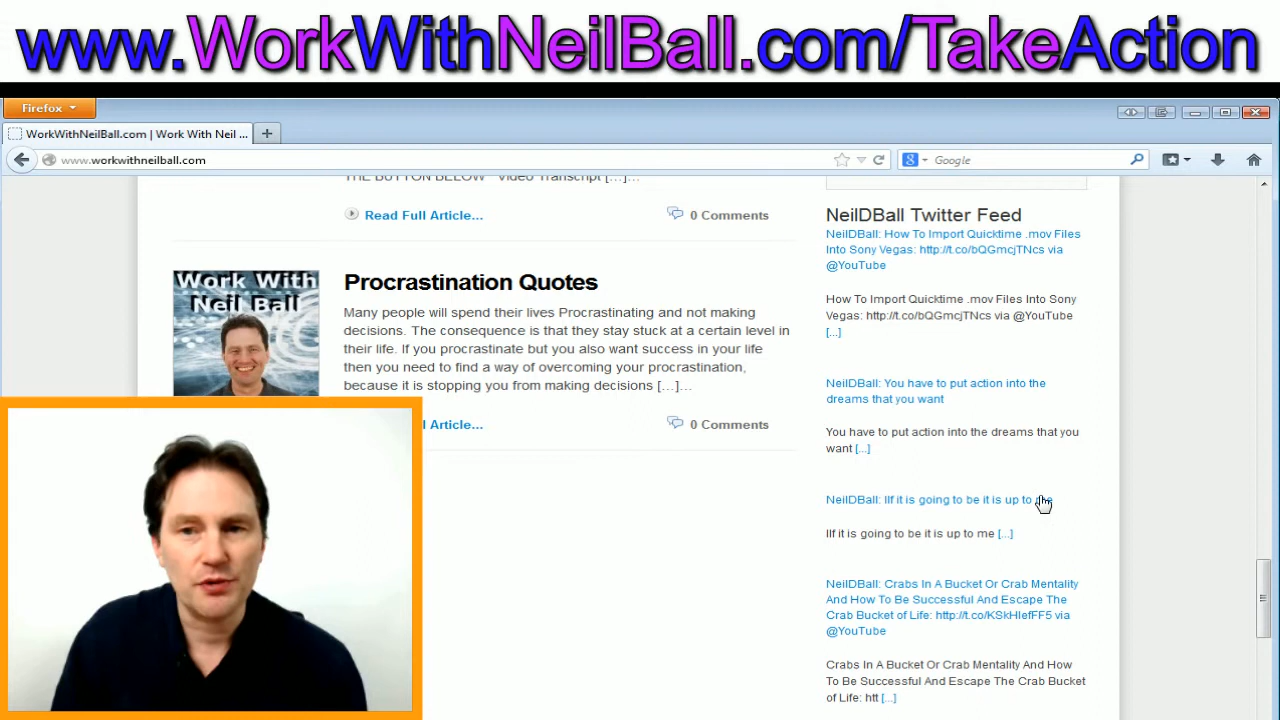 www.WorkWithNeilBall.com/TakeAction
Firefox
WorkWithNeilBall.com | Work With Neil ...
www.workwithneilball.com
Google
THE BUTTON BELOW Video Transcript […]…
Read Full Article...
0 Comments
Work With
Neil Ball
Procrastination Quotes
Many people will spend their lives Procrastinating and not making
decisions. The consequence is that they stay stuck at a certain level in
their life. If you procrastinate but you also want success in your life
then you need to find a way of overcoming your procrastination,
because it is stopping you from making decisions […]…
l Article...
0 Comments
NeilDBall Twitter Feed
NeilDBall: How To Import Quicktime .mov Files
Into Sony Vegas: http://t.co/bQGmcjTNcs via
@YouTube
How To Import Quicktime .mov Files Into Sony
Vegas: http://t.co/bQGmcjTNcs via @YouTube
[...]
NeilDBall: You have to put action into the
dreams that you want
You have to put action into the dreams that you
want [...]
NeilDBall: IIf it is going to be it is up to me
IIf it is going to be it is up to me [...]
NeilDBall: Crabs In A Bucket Or Crab Mentality
And How To Be Successful And Escape The
Crab Bucket of Life: http://t.co/KSkHlefFF5 via
@YouTube
Crabs In A Bucket Or Crab Mentality And How
To Be Successful And Escape The Crab Bucket
of Life: htt [...]